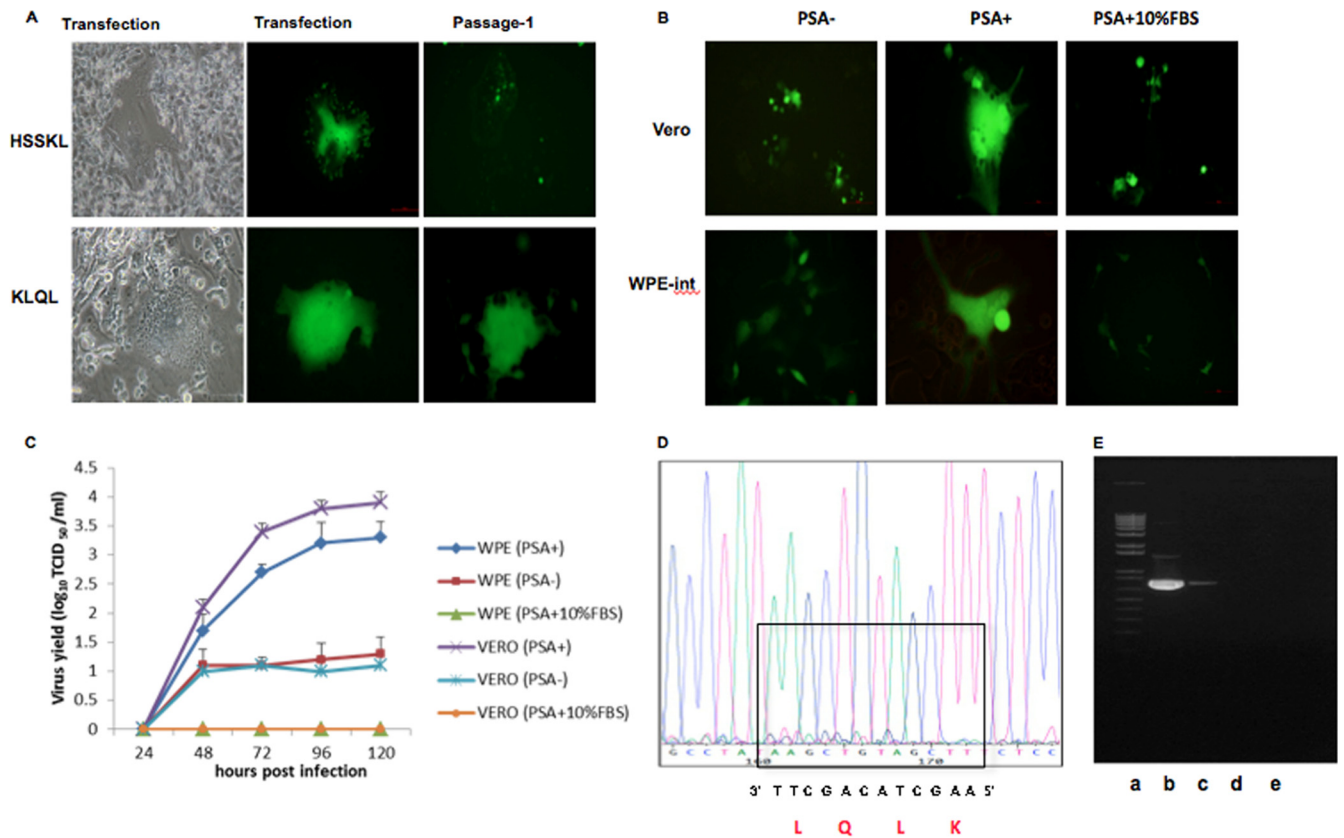 A
Transfection
Transfection
Passage-1
HSSKL
KLQL
B
PSA-
PSA+
PSA+10%FBS
Vero
WPE-int
C
Virus yield (log10 TCID 50 /ml)
4.5
4
3.5
3
2.5
2
1.5
1
0.5
0
24 48 72 96 120
hours post infection
WPE (PSA+)
WPE (PSA-)
WPE (PSA+10%FBS)
VERO (PSA+)
VERO (PSA-)
VERO (PSA+10%FBS)
D
G C C T A T A A G C T G T A G C T T T C T C C
160 170
3' T T C G A C A T C G A A 5'
L Q L K
E
a b c d e